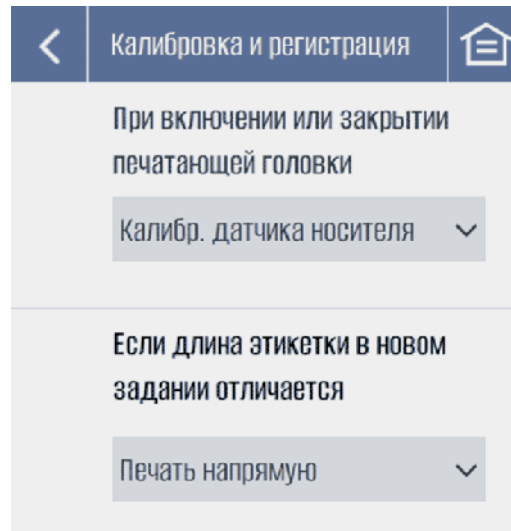 Калибровка и регистрация
При включении или закрытии
печатающей головки
Калибр. датчика носителя
Если длина этикетки в новом
задании отличается
Печать напрямую